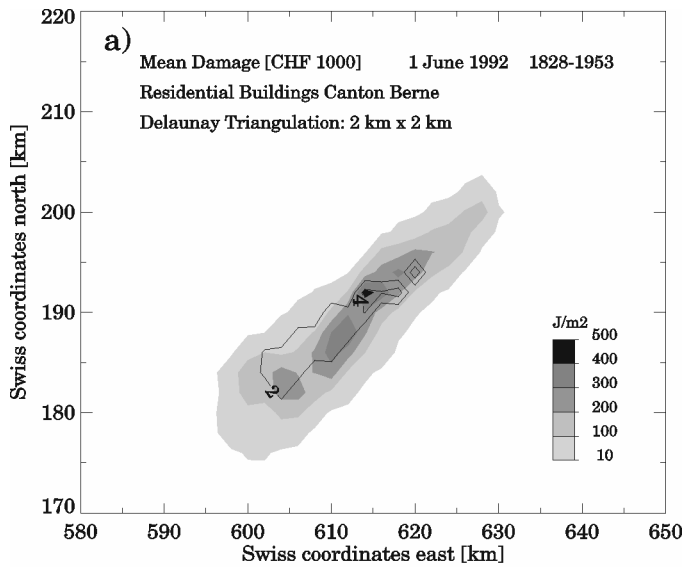 a)
Mean Damage [CHF 1000] 1 June 1992 1828-1953
Residential Buildings Canton Berne
Delaunay Triangulation: 2 km x 2 km
220
210
200
190
180
170
Swiss coordinates north [km]
4
2
J/m2
500
400
300
200
100
10
580 590 600 610 620 630 640 650
Swiss coordinates east [km]